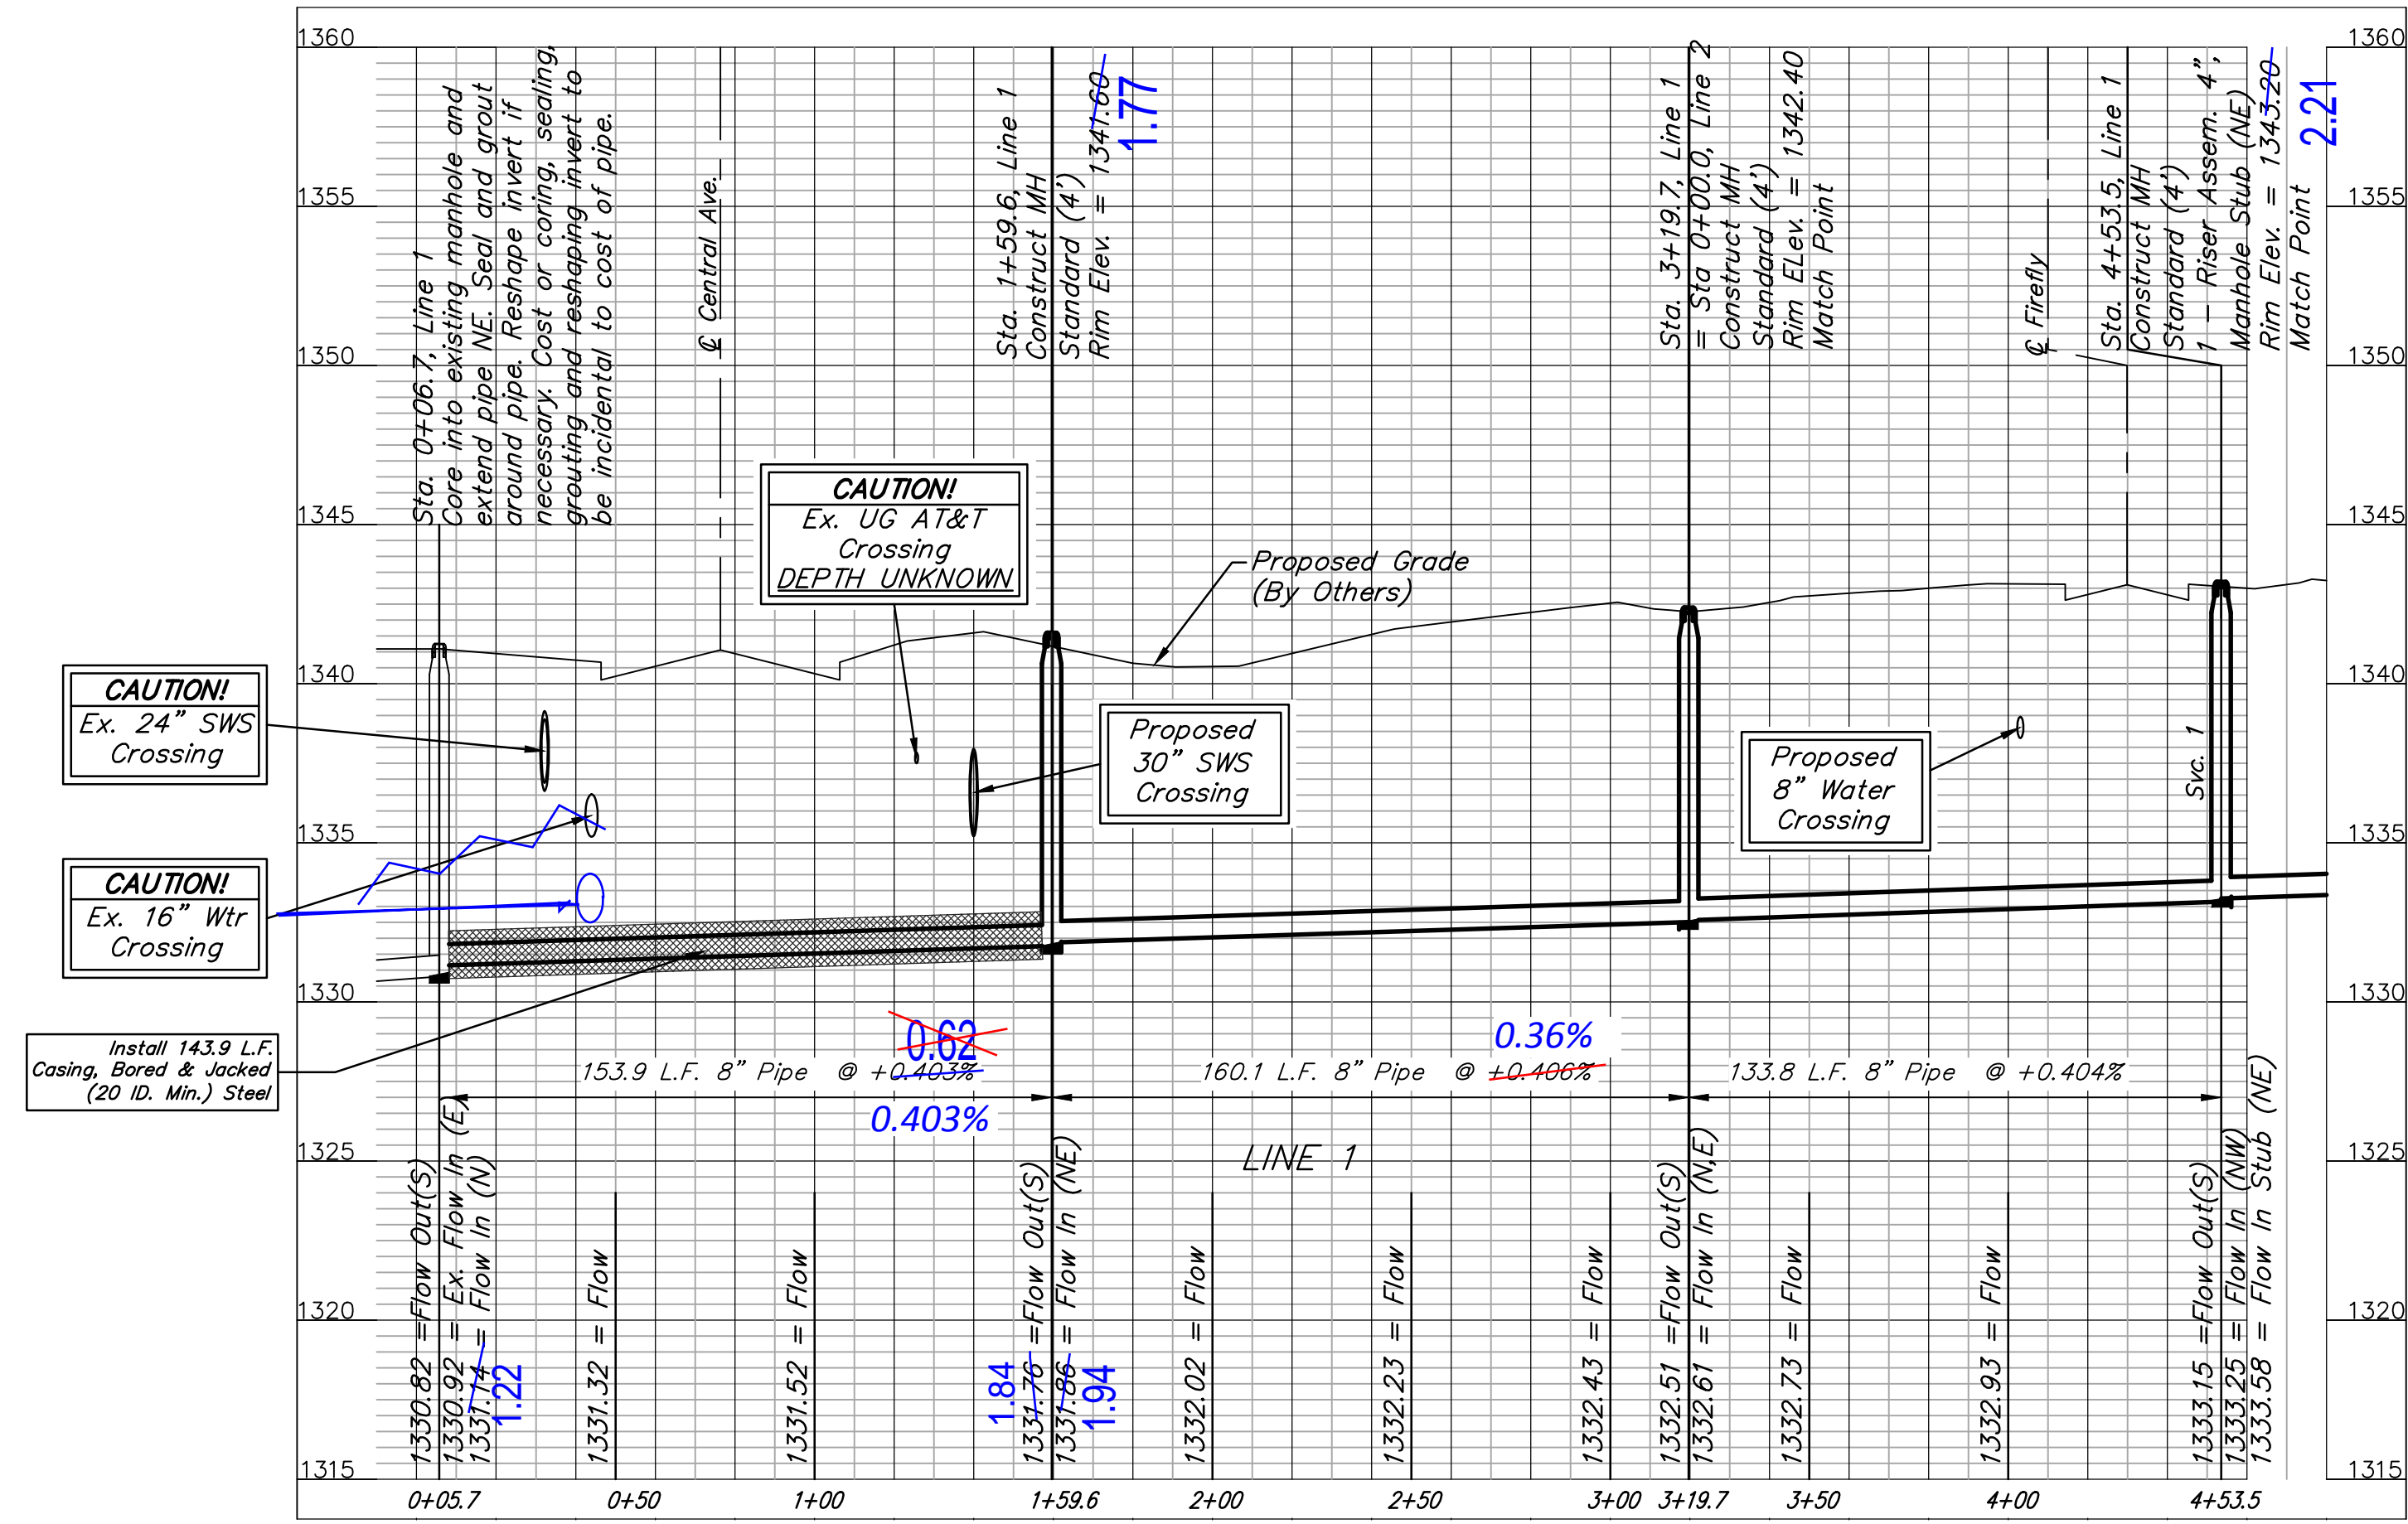 1360
1355
1350
1345
1340
1335
1330
1325
1320
1315
Sta. 0+06.7, Line 1
Core into existing manhole and
extend pipe NE. Seal and grout
around pipe. Reshape invert if
necessary. Cost or coring, sealing,
grouting and reshaping invert to
be incidental to cost of pipe.
℄ Central Ave.
Sta. 1+59.6, Line 1
Construct MH
Standard (4')
Rim Elev. = 1341.60
1.77
Sta. 3+19.7, Line 1
= Sta 0+00.0, Line 2
Construct MH
Standard (4')
Rim ELev. = 1342.40
Match Point
℄ Firefly
Sta. 4+53.5, Line 1
Construct MH
Standard (4')
1 - Riser Assem. 4",
Manhole Stub (NE)
Rim Elev. = 1343.20
Match Point
2.21
1360
1355
1350
1345
1340
1335
1330
1325
1320
1315
CAUTION!
Ex. UG AT&T
Crossing
DEPTH UNKNOWN
Proposed Grade
(By Others)
CAUTION!
Ex. 24" SWS
Crossing
Proposed
30" SWS
Crossing
Proposed
8" Water
Crossing
Svc. 1
CAUTION!
Ex. 16" Wtr
Crossing
Install 143.9 L.F.
Casing, Bored & Jacked
(20 ID. Min.) Steel
0.62
153.9 L.F. 8" Pipe @ +0.403%
0.403%
0.36%
160.1 L.F. 8" Pipe @ +0.406%
133.8 L.F. 8" Pipe @ +0.404%
LINE 1
1330.82 =Flow Out(S)
1330.92 = Ex. Flow In (E)
1331.14 = Flow In (N)
1.22
1331.32 = Flow
1331.52 = Flow
1.84
1331.76 =Flow Out(S)
1331.86 = Flow In (NE)
1.94
1332.02 = Flow
1332.23 = Flow
1332.43 = Flow
1332.51 =Flow Out(S)
1332.61 = Flow In (N,E)
1332.73 = Flow
1332.93 = Flow
1333.15 =Flow Out(S)
1333.25 = Flow In (NW)
1333.58 = Flow In Stub (NE)
0+05.7
0+50
1+00
1+59.6
2+00
2+50
3+00
3+19.7
3+50
4+00
4+53.5